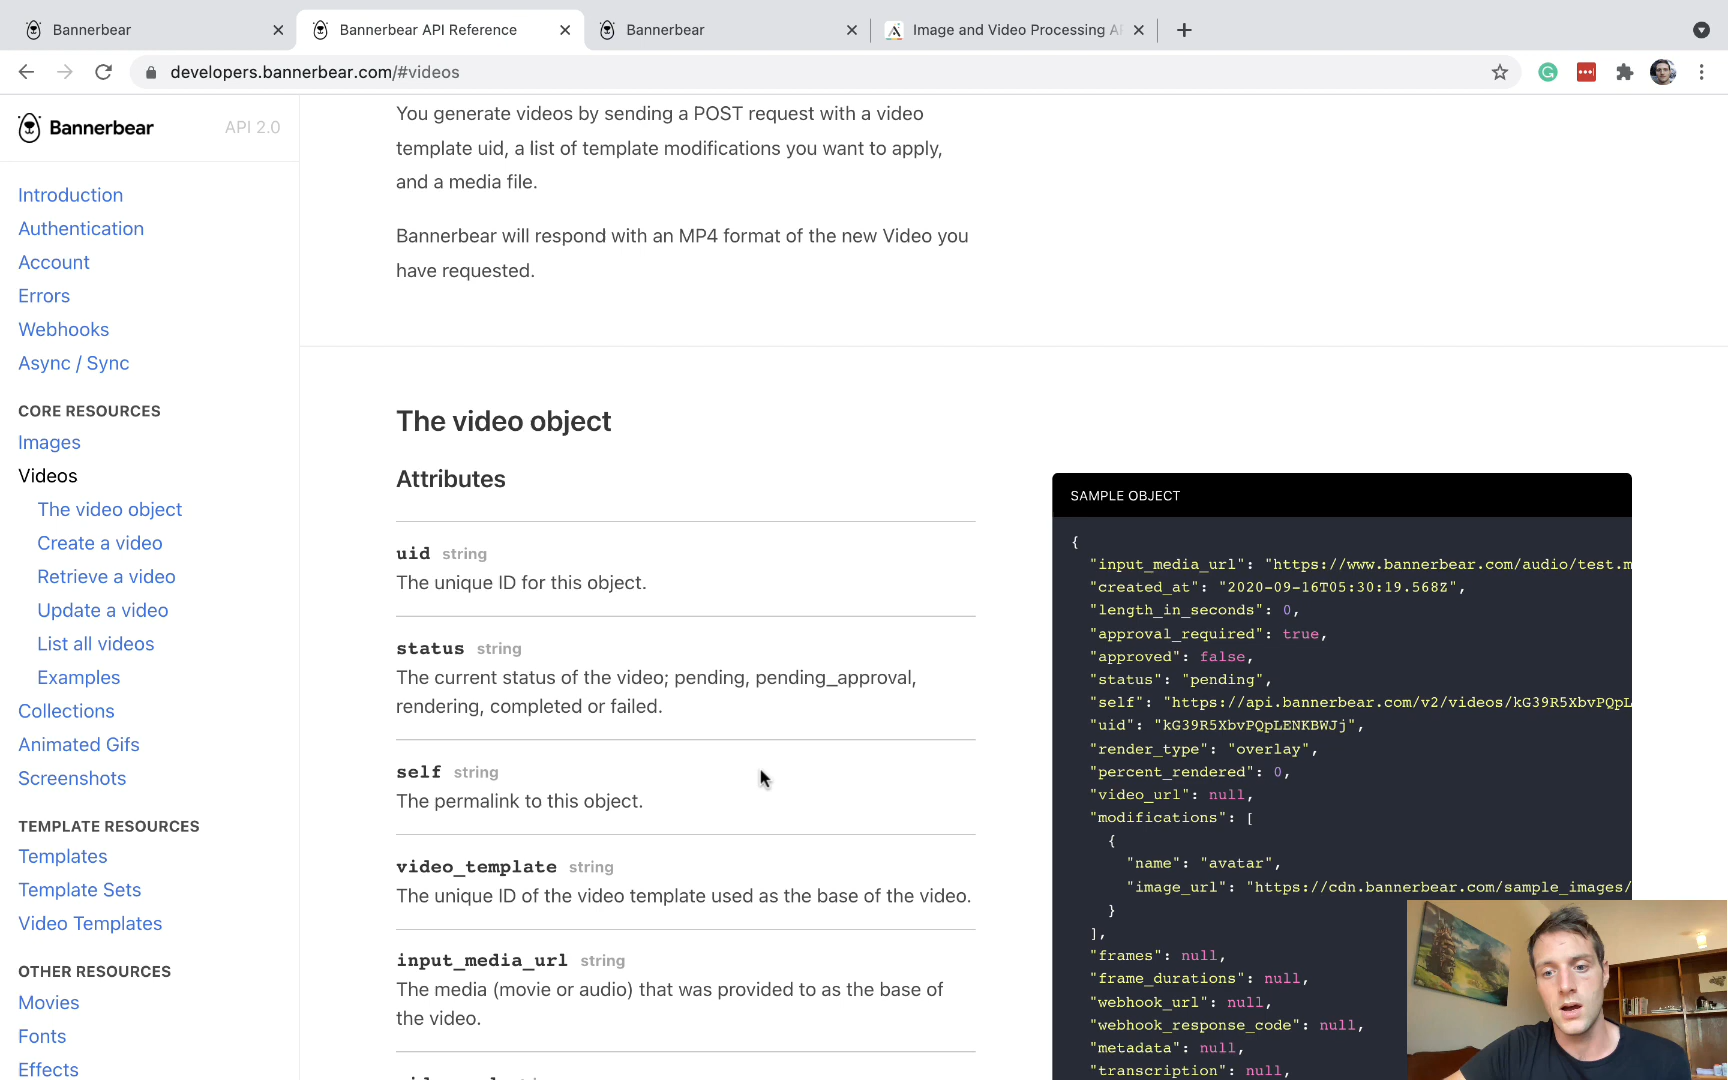 Bannerbear
Bannerbear API Reference
Bannerbear
Image and Video Processing A
developers.bannerbear.com/#videos
Bannerbear
API 2.0
Introduction
Authentication
Account
Errors
Webhooks
Async / Sync
CORE RESOURCES
Images
Videos
The video object
Create a video
Retrieve a video
Update a video
List all videos
Examples
Collections
Animated Gifs
Screenshots
TEMPLATE RESOURCES
Templates
Template Sets
Video Templates
OTHER RESOURCES
Movies
Fonts
Effects
You generate videos by sending a POST request with a video
template uid, a list of template modifications you want to apply,
and a media file.
Bannerbear will respond with an MP4 format of the new Video you
have requested.
The video object
Attributes
uid string
The unique ID for this object.
status string
The current status of the video; pending, pending_approval,
rendering, completed or failed.
self string
The permalink to this object.
video_template string
The unique ID of the video template used as the base of the video.
input_media_url string
The media (movie or audio) that was provided to as the base of
the video.
SAMPLE OBJECT
{
"input_media_url": "https://www.bannerbear.com/audio/test.m
"created_at": "2020-09-16T05:30:19.568Z",
"length_in_seconds": 0,
"approval_required": true,
"approved": false,
"status": "pending",
"self": "https://api.bannerbear.com/v2/videos/kG39R5XbvPQpL
"uid": "kG39R5XbvPQpLENKBWJj",
"render_type": "overlay",
"percent_rendered": 0,
"video_url": null,
"modifications": [
{
"name": "avatar",
"image_url": "https://cdn.bannerbear.com/sample_images/
}
],
"frames": null,
"frame_durations": null,
"webhook_url": null,
"webhook_response_code": null,
"metadata": null,
"transcription": null,